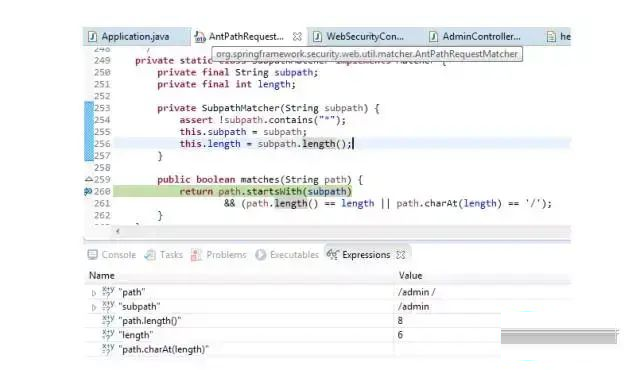 Application.java AntPathRequest... WebSecurityCon... AdminController... he
org.springframework.security.web.util.matcher.AntPathRequestMatcher
248 */
249 private static class SubpathMatcher implements Matcher {
250 private final String subpath;
251 private final int length;
252
253 private SubpathMatcher(String subpath) {
254 assert !subpath.contains("*");
255 this.subpath = subpath;
256 this.length = subpath.length();
257 }
258
259 public boolean matches(String path) {
260 return path.startsWith(subpath)
261 && (path.length() == length || path.charAt(length) == '/');
262 }
263
Console Tasks Problems Executables Expressions
Name Value
"path" /admin /
"subpath" /admin
"path.length()" 8
"length" 6
"path.charAt(length)"